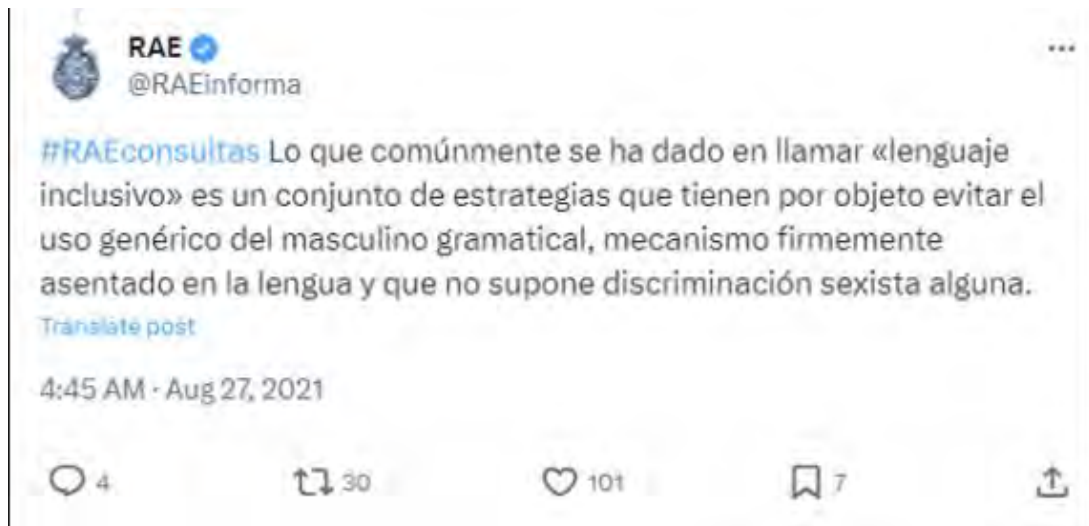 RAE
@RAEinforma
#RAEconsultas Lo que comúnmente se ha dado en llamar «lenguaje
inclusivo» es un conjunto de estrategias que tienen por objeto evitar el
uso genérico del masculino gramatical, mecanismo firmemente
asentado en la lengua y que no supone discriminación sexista alguna.
Translate post
4:45 AM · Aug 27, 2021
4 30 101 7